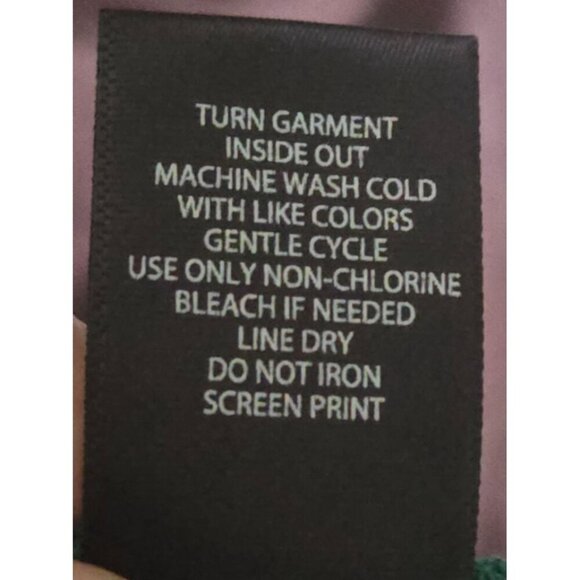 TURN GARMENT
INSIDE OUT
MACHINE WASH COLD
WITH LIKE COLORS
GENTLE CYCLE
USE ONLY NON-CHLORINE
BLEACH IF NEEDED
LINE DRY
DO NOT IRON
SCREEN PRINT